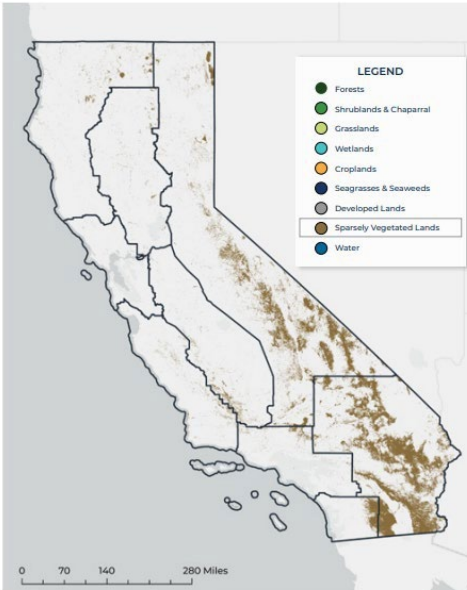 LEGEND
Forests
Shrublands & Chaparral
Grasslands
Wetlands
Croplands
Seagrasses & Seaweeds
Developed Lands
Sparsely Vegetated Lands
Water
0 70 140 280 Miles